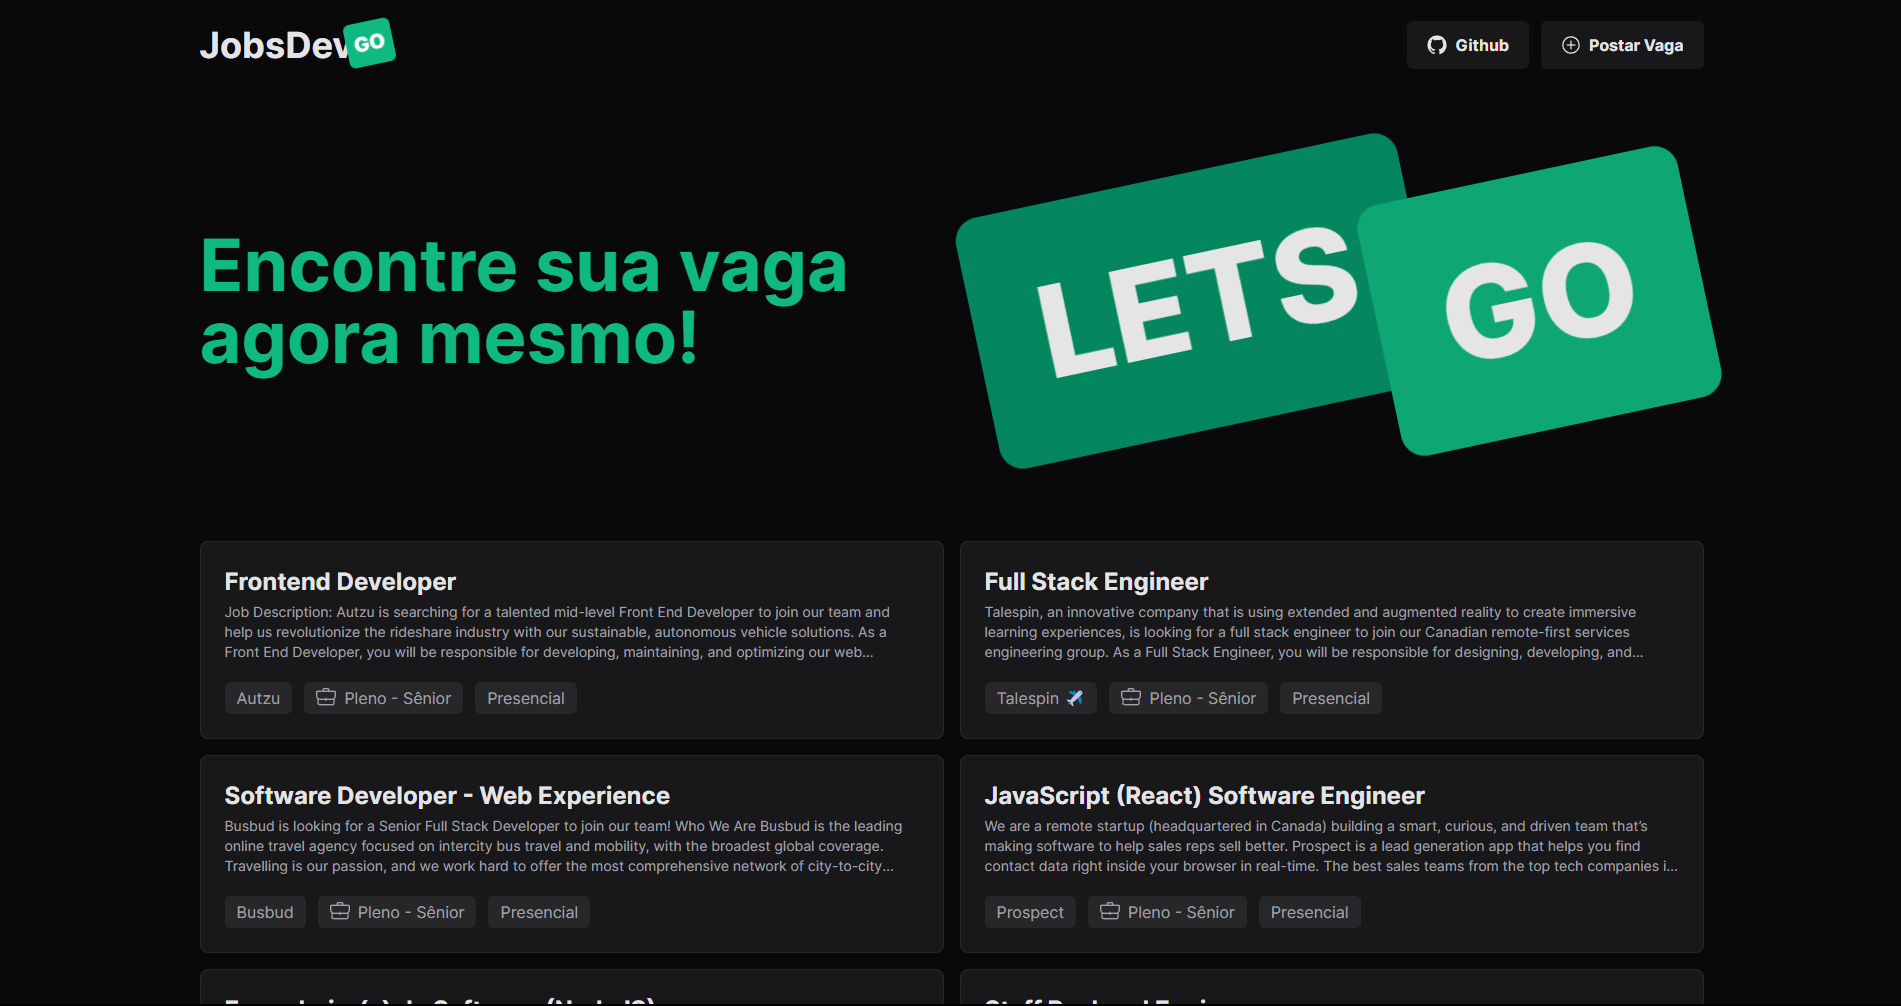 JobsDev GO
Github
Postar Vaga
Encontre sua vaga
agora mesmo!
LETS GO
Frontend Developer
Job Description: Autzu is searching for a talented mid-level Front End Developer to join our team and
help us revolutionize the rideshare industry with our sustainable, autonomous vehicle solutions. As a
Front End Developer, you will be responsible for developing, maintaining, and optimizing our web...
Autzu
Pleno - Sênior
Presencial
Full Stack Engineer
Talespin, an innovative company that is using extended and augmented reality to create immersive
learning experiences, is looking for a full stack engineer to join our Canadian remote-first services
engineering group. As a Full Stack Engineer, you will be responsible for designing, developing, and...
Talespin ✈️
Pleno - Sênior
Presencial
Software Developer - Web Experience
Busbud is looking for a Senior Full Stack Developer to join our team! Who We Are Busbud is the leading
online travel agency focused on intercity bus travel and mobility, with the broadest global coverage.
Travelling is our passion, and we work hard to offer the most comprehensive network of city-to-city...
Busbud
Pleno - Sênior
Presencial
JavaScript (React) Software Engineer
We are a remote startup (headquartered in Canada) building a smart, curious, and driven team that’s
making software to help sales reps sell better. Prospect is a lead generation app that helps you find
contact data right inside your browser in real-time. The best sales teams from the top tech companies i...
Prospect
Pleno - Sênior
Presencial